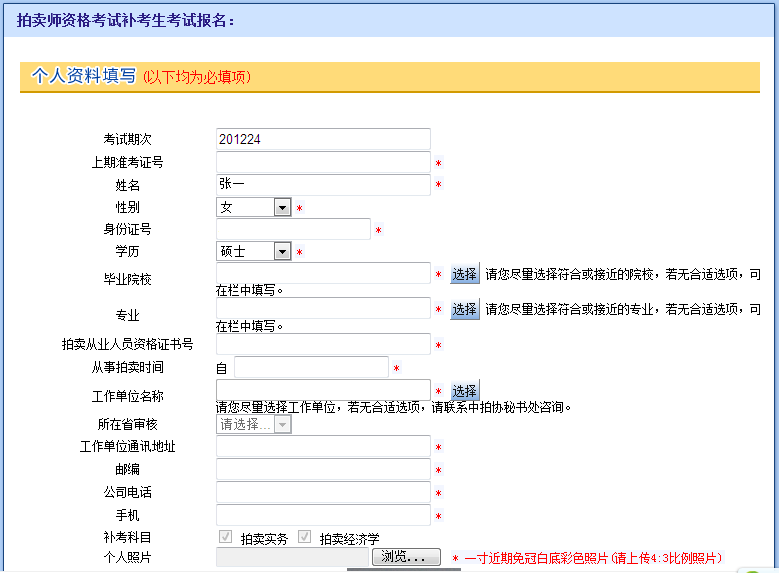 拍卖师资格考试补考生考试报名：
个人资料填写 (以下均为必填项)
考试期次 201224
上期准考证号 *
姓名 张一 *
性别 女 *
身份证号 *
学历 硕士 *
毕业院校 * 选择 请您尽量选择符合或接近的院校，若无合适选项，可
在栏中填写。
专业 * 选择 请您尽量选择符合或接近的专业，若无合适选项，可
在栏中填写。
拍卖从业人员资格证书号 *
从事拍卖时间 自 *
工作单位名称 * 选择
请您尽量选择工作单位，若无合适选项，请联系中拍协秘书处咨询。
所在省审核 请选择...
工作单位通讯地址 *
邮编 *
公司电话 *
手机 *
补考科目 拍卖实务 拍卖经济学
个人照片 浏览... * 一寸近期免冠白底彩色照片(请上传4:3比例照片)